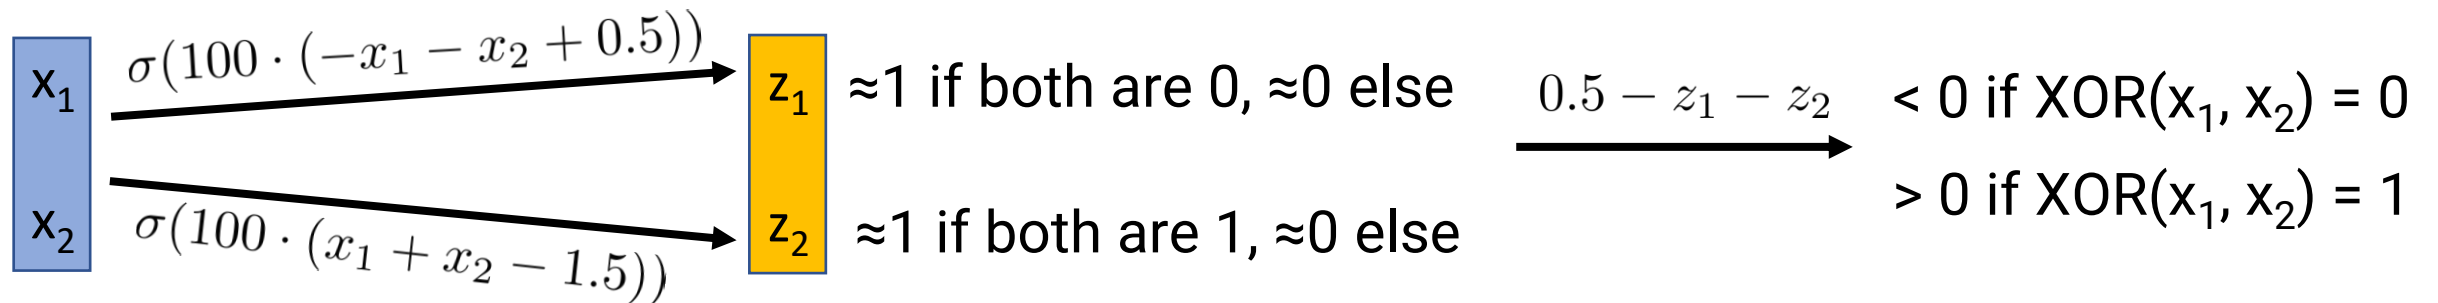 x₁ σ(100 · (−x₁ − x₂ + 0.5)) z₁ ≈1 if both are 0, ≈0 else 0.5 − z₁ − z₂ < 0 if XOR(x₁, x₂) = 0
> 0 if XOR(x₁, x₂) = 1
x₂ σ(100 · (x₁ + x₂ − 1.5)) z₂ ≈1 if both are 1, ≈0 else